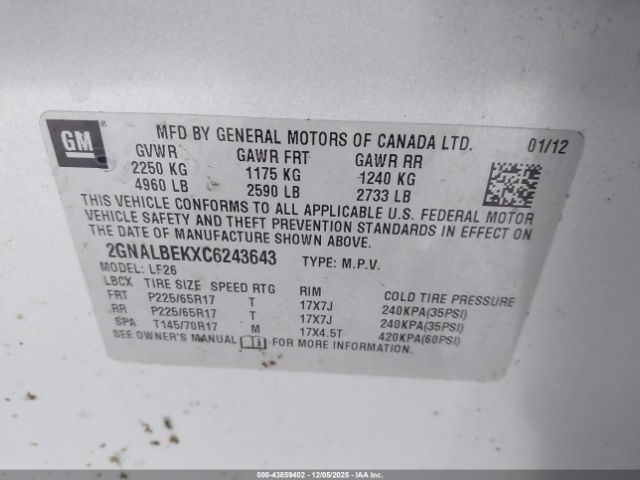 GM
MFD BY GENERAL MOTORS OF CANADA LTD. 01/12
GVWR GAWR FRT GAWR RR
2250 KG 1175 KG 1240 KG
4960 LB 2590 LB 2733 LB
THIS VEHICLE CONFORMS TO ALL APPLICABLE U.S. FEDERAL MOTOR
VEHICLE SAFETY AND THEFT PREVENTION STANDARDS IN EFFECT ON
THE DATE OF MANUFACTURE SHOWN ABOVE.
2GNALBEKXC6243643 TYPE: M.P.V.
MODEL: LF26
LBCX TIRE SIZE SPEED RTG RIM COLD TIRE PRESSURE
FRT P225/65R17 T 17X7J 240KPA(35PSI)
RR P225/65R17 T 17X7J 240KPA(35PSI)
SPA T145/70R17 M 17X4.5T 420KPA(60PSI)
SEE OWNER'S MANUAL FOR MORE INFORMATION
000-43859402 - 12/05/2025 - IAA Inc.